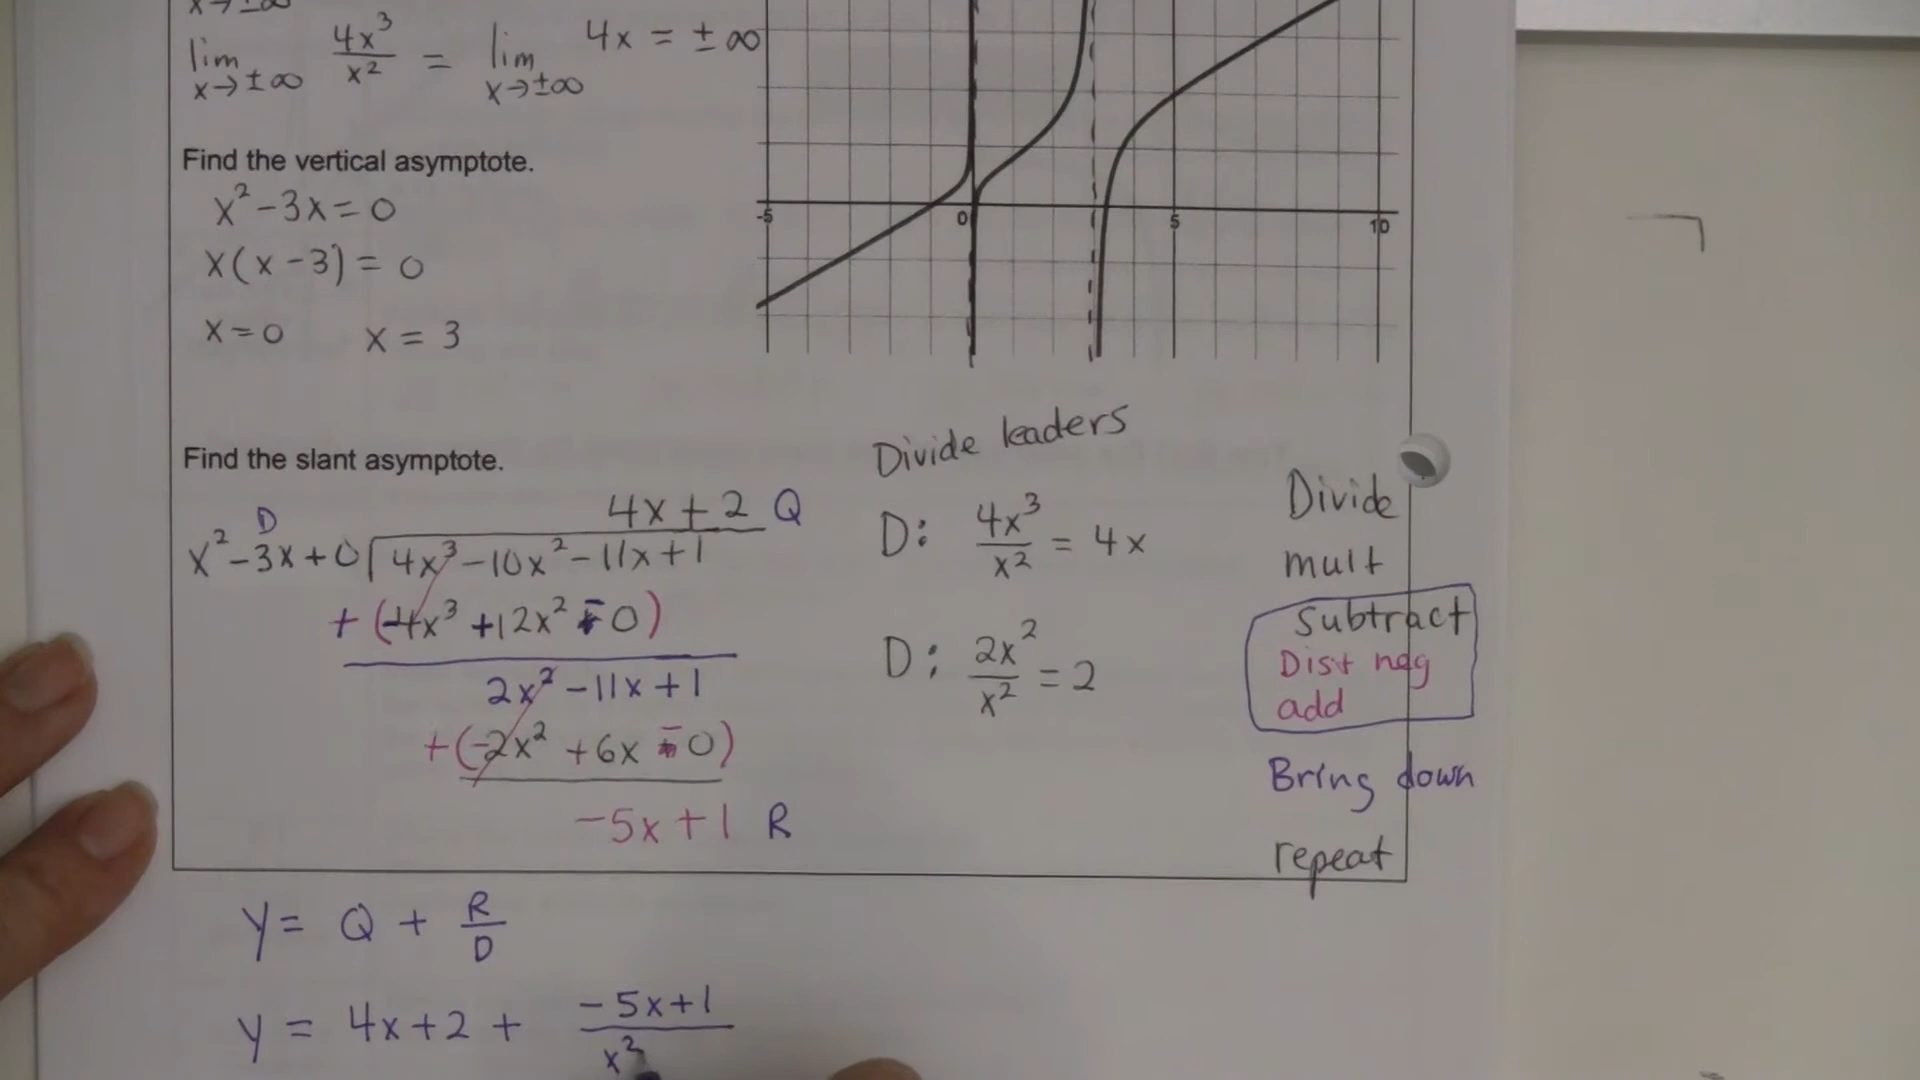 x→±∞
lim x→±∞ 4x³/x² = lim x→±∞ 4x = ±∞
Find the vertical asymptote.
x² - 3x = 0
x(x - 3) = 0
x = 0 x = 3
-5 0 5 10
Find the slant asymptote.
4x + 2 Q
D
x² - 3x + 0 ) 4x³ - 10x² - 11x + 1
+ (-4x³ + 12x² - 0)
2x² - 11x + 1
+ (-2x² + 6x - 0)
-5x + 1 R
Divide leaders
D: 4x³/x² = 4x
D: 2x²/x² = 2
Divide
mult
Subtract
Dist neg
add
Bring down
repeat
y = Q + R/D
y = 4x + 2 + (-5x + 1)/x²